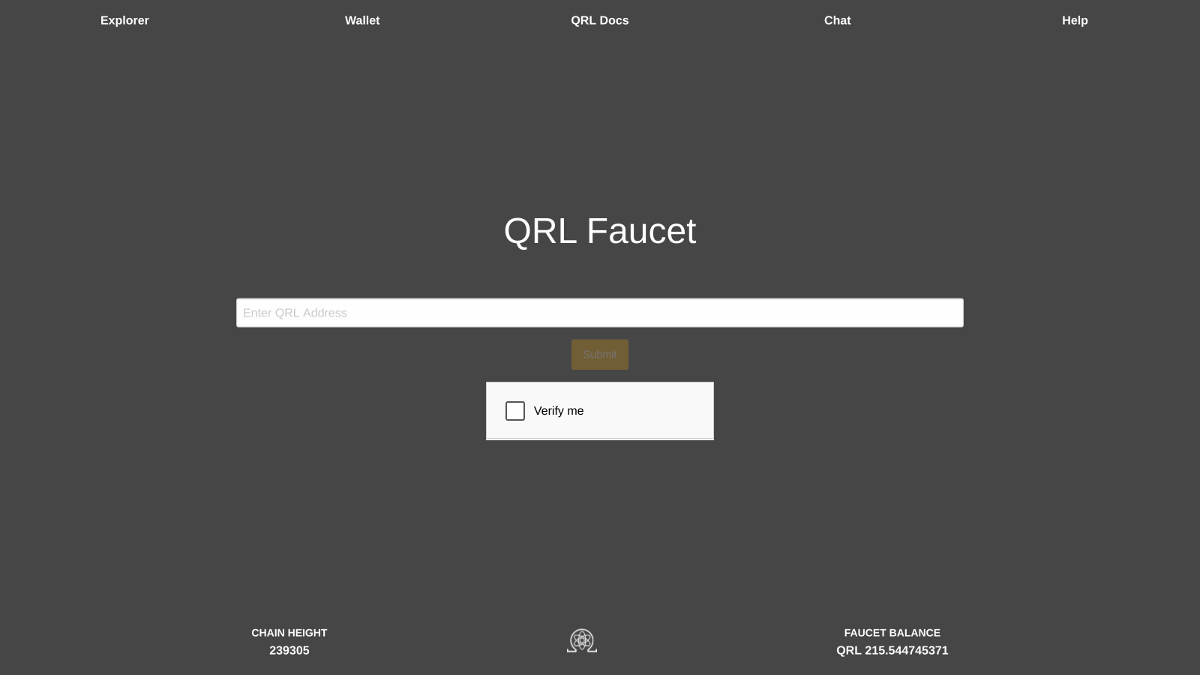 Explorer
Wallet
QRL Docs
Chat
Help
QRL Faucet
Enter QRL Address
Submit
Verify me
CHAIN HEIGHT
239305
FAUCET BALANCE
QRL 215.544745371